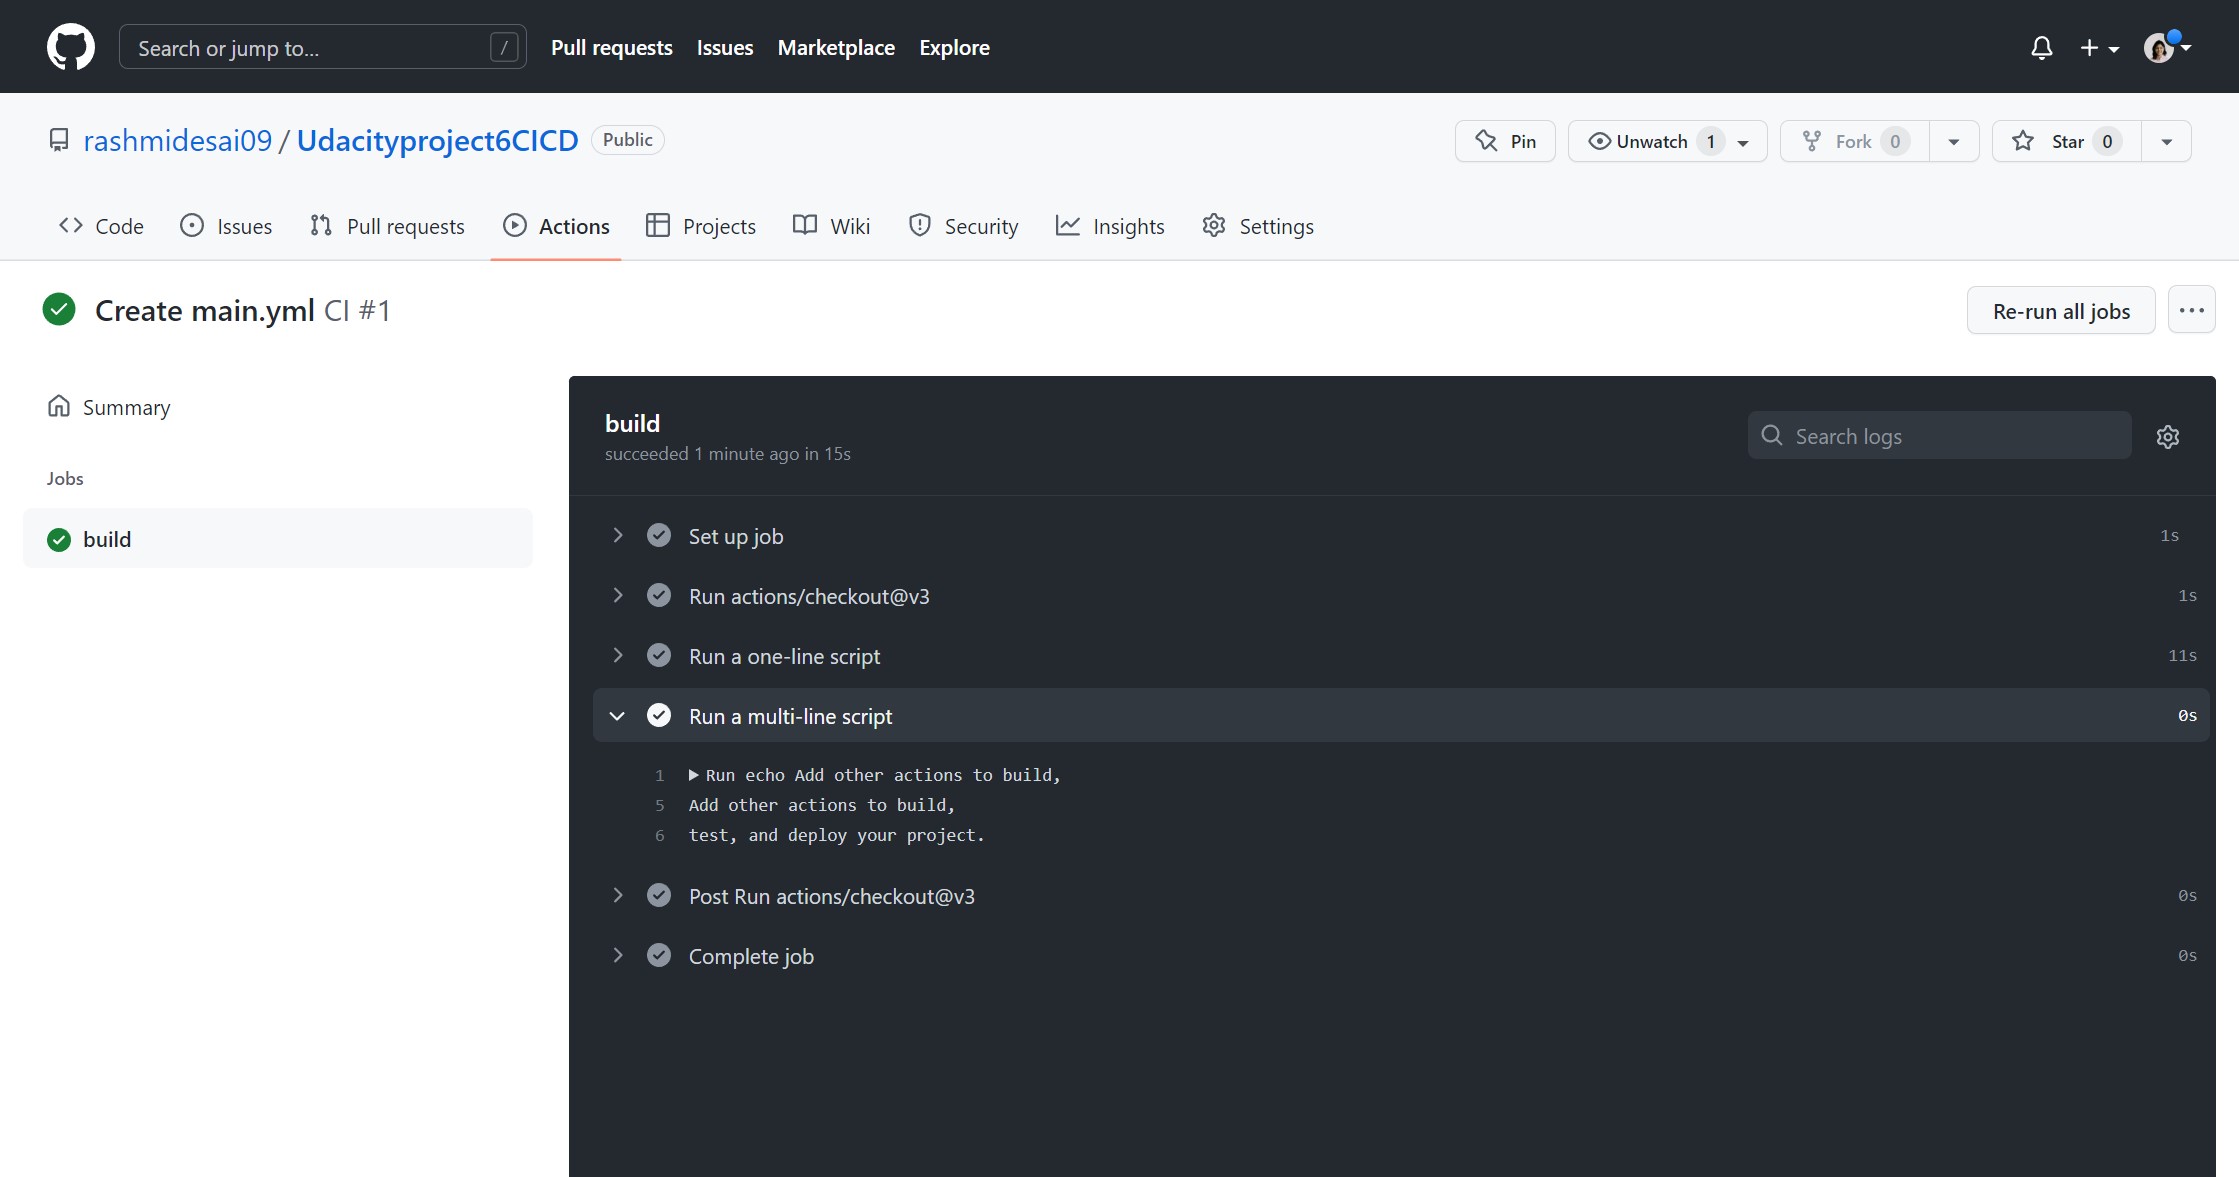 Search or jump to... / Pull requests Issues Marketplace Explore
rashmidesai09 / Udacityproject6CICD Public Pin Unwatch 1 Fork 0 Star 0
Code Issues Pull requests Actions Projects Wiki Security Insights Settings
Create main.yml CI #1 Re-run all jobs
Summary
Jobs
build
build
succeeded 1 minute ago in 15s
Search logs
Set up job 1s
Run actions/checkout@v3 1s
Run a one-line script 11s
Run a multi-line script 0s
1 Run echo Add other actions to build,
5 Add other actions to build,
6 test, and deploy your project.
Post Run actions/checkout@v3 0s
Complete job 0s